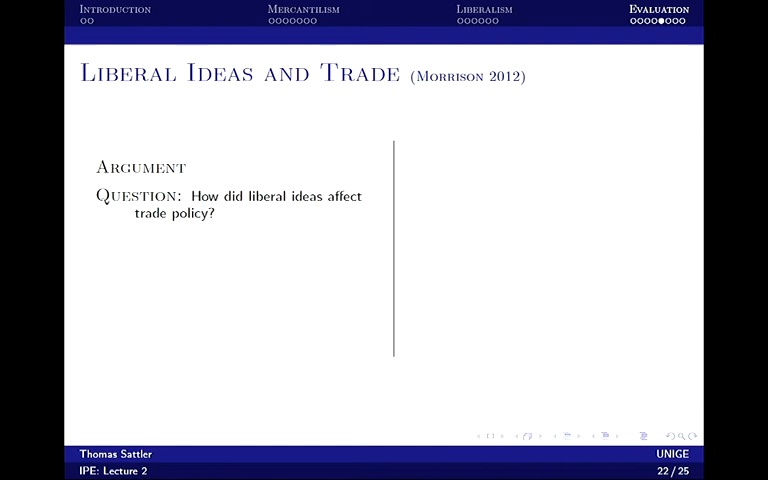 Introduction
Mercantilism
Liberalism
Evaluation
Liberal Ideas and Trade (Morrison 2012)
Argument
Question: How did liberal ideas affect
trade policy?
Thomas Sattler
UNIGE
IPE: Lecture 2
22 / 25